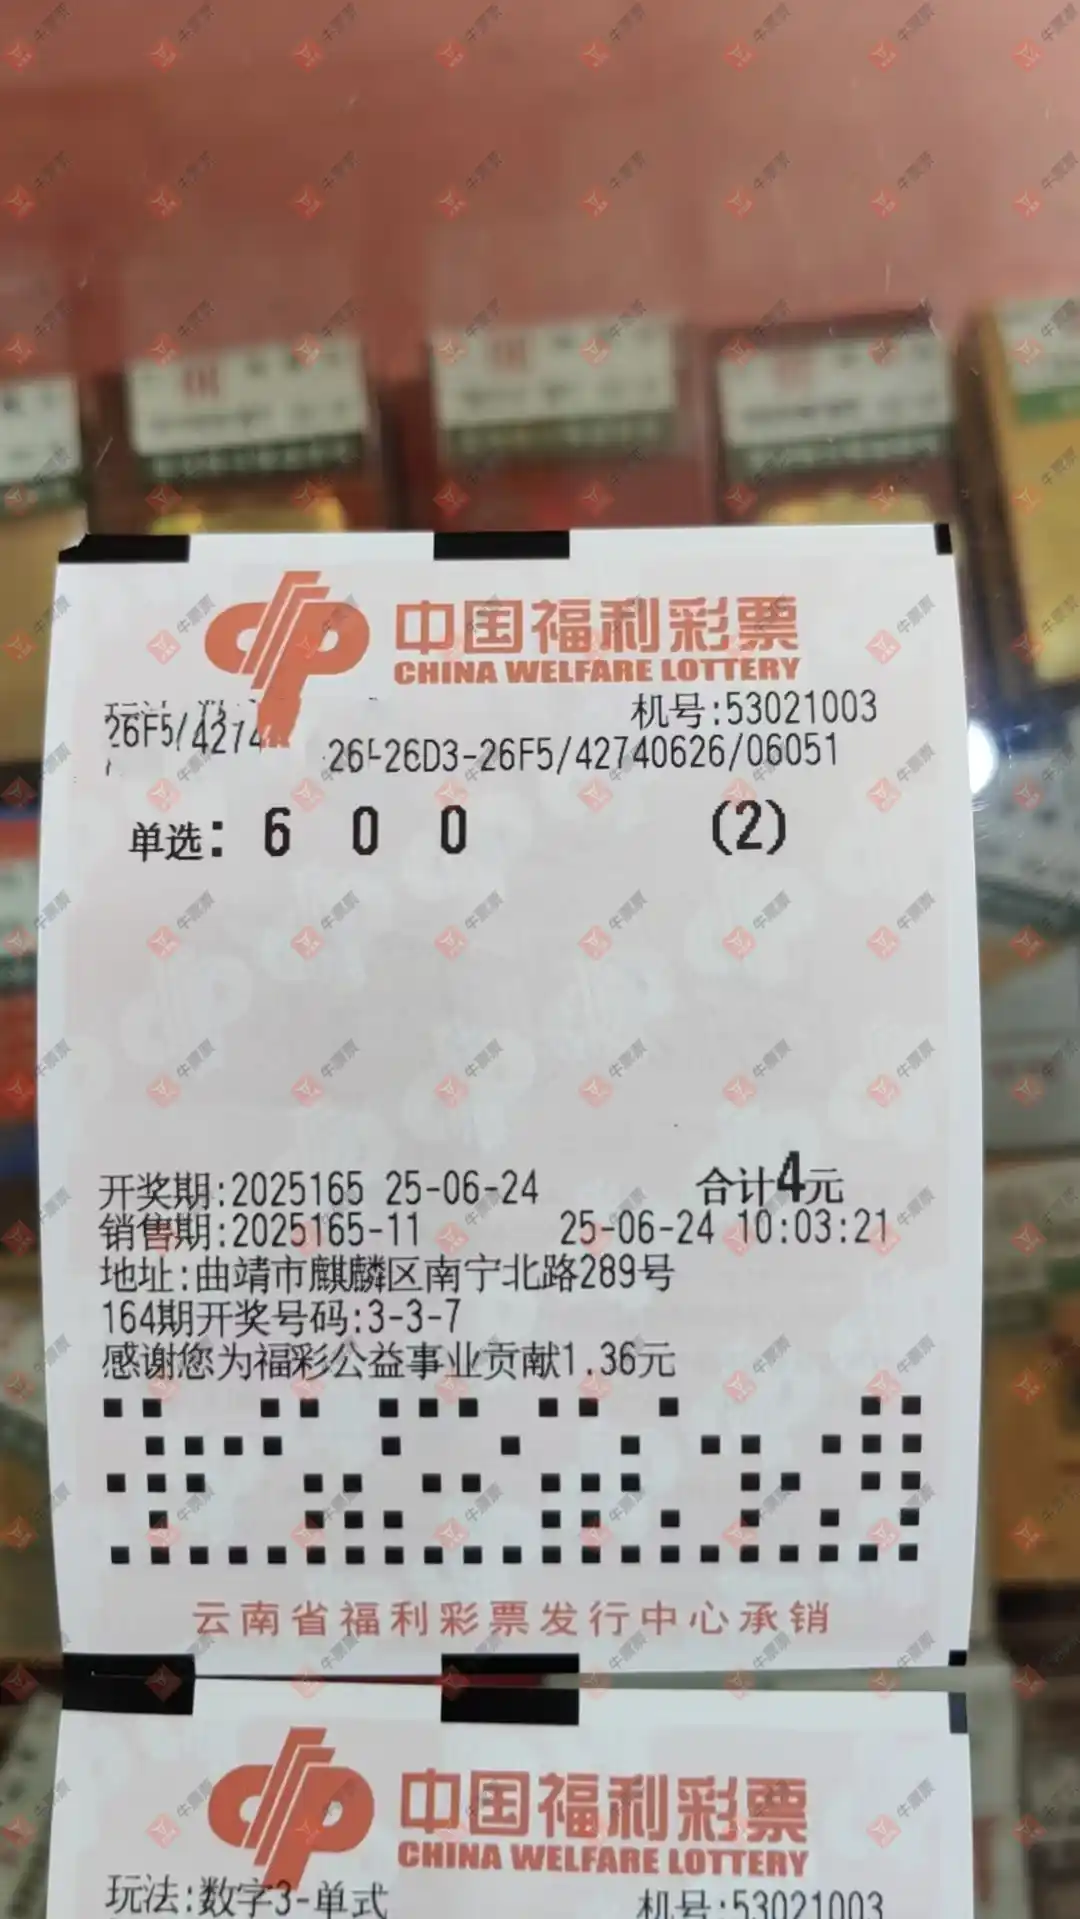 中国福利彩票
CHINA WELFARE LOTTERY
机号:53021003
26F5/4274
26D3-26F5/42740626/06051
单选: 6 0 0 (2)
开奖期:2025165 25-06-24 合计4元
销售期:2025165-11 25-06-24 10:03:21
地址:曲靖市麒麟区南宁北路289号
164期开奖号码:3-3-7
感谢您为福彩公益事业贡献1.36元
云南省福利彩票发行中心承销
中国福利彩票
CHINA WELFARE LOTTERY
玩法:数字3-单式 机号:53021003
牛票票